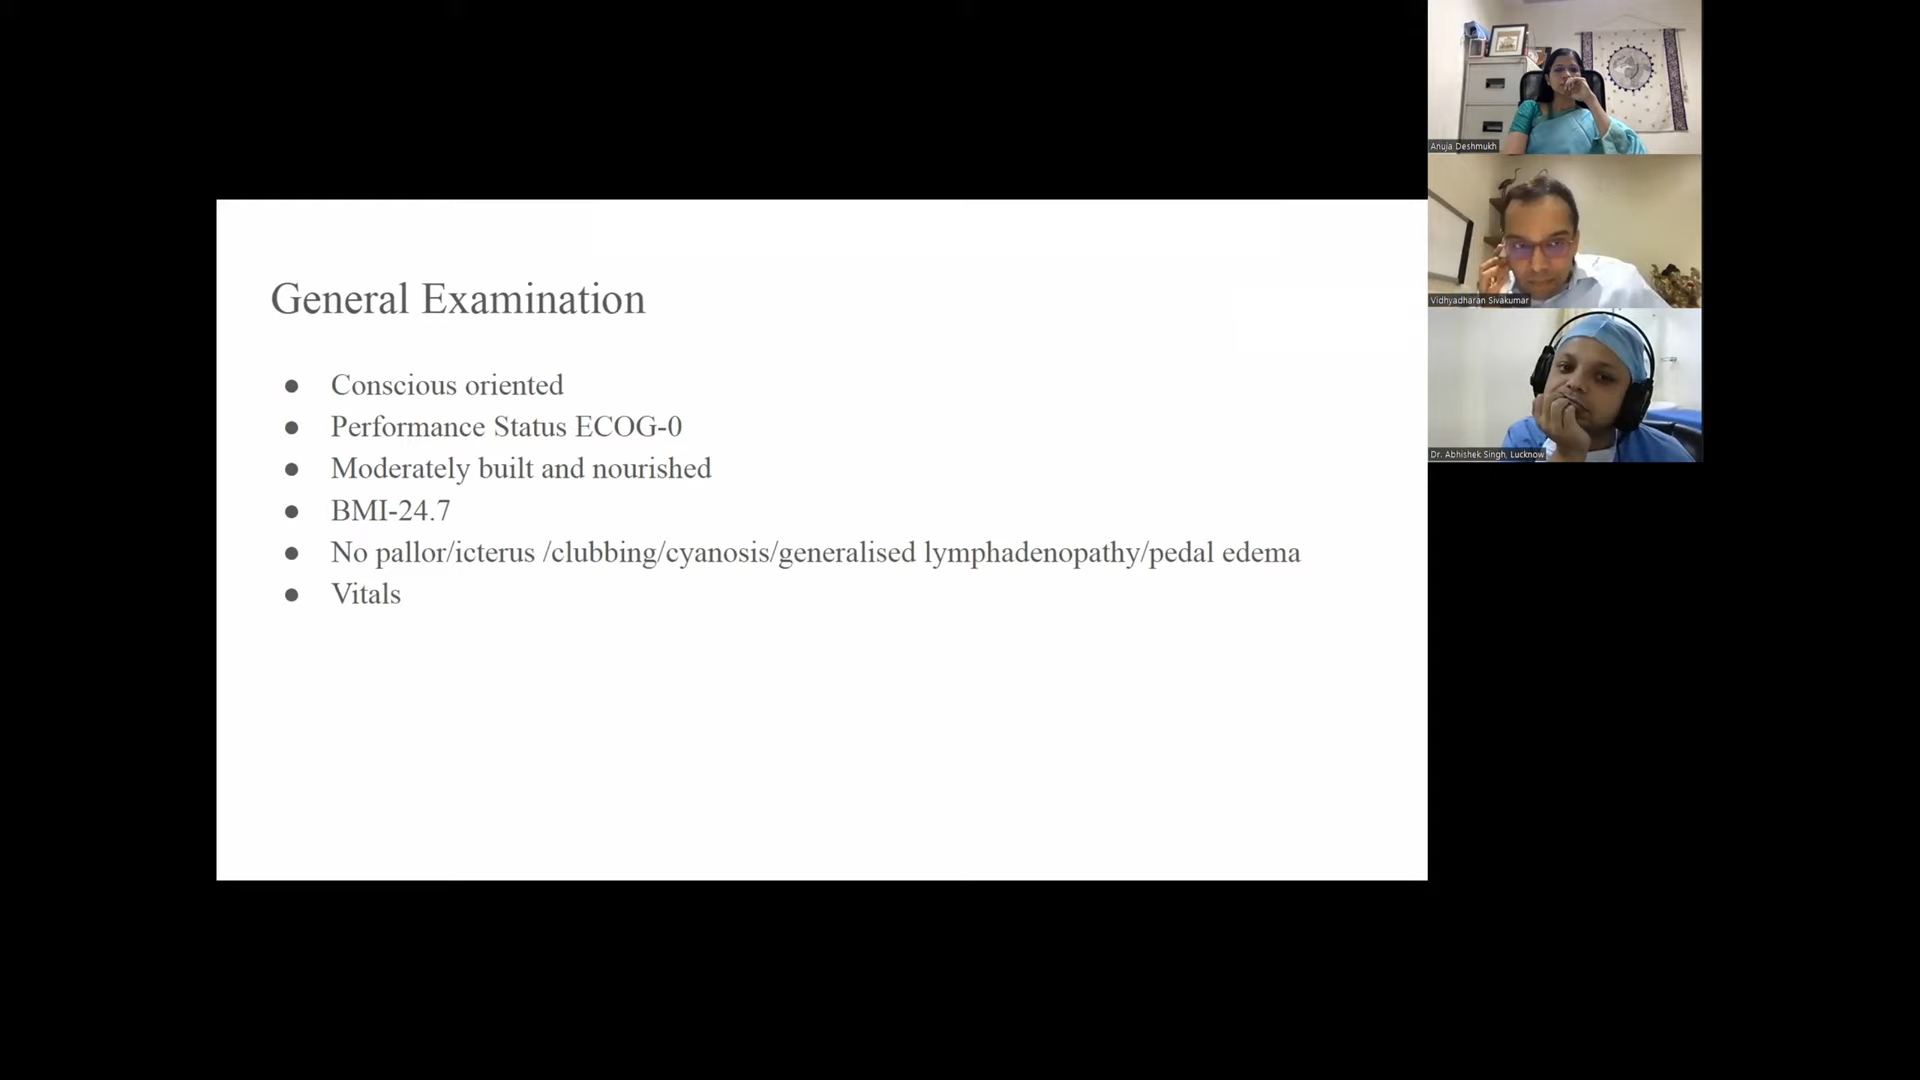 General Examination
● Conscious oriented
● Performance Status ECOG-0
● Moderately built and nourished
● BMI-24.7
● No pallor/icterus /clubbing/cyanosis/generalised lymphadenopathy/pedal edema
● Vitals
Anuja Deshmukh
Vidhyadharan Sivakumar
Dr. Abhishek Singh, Lucknow